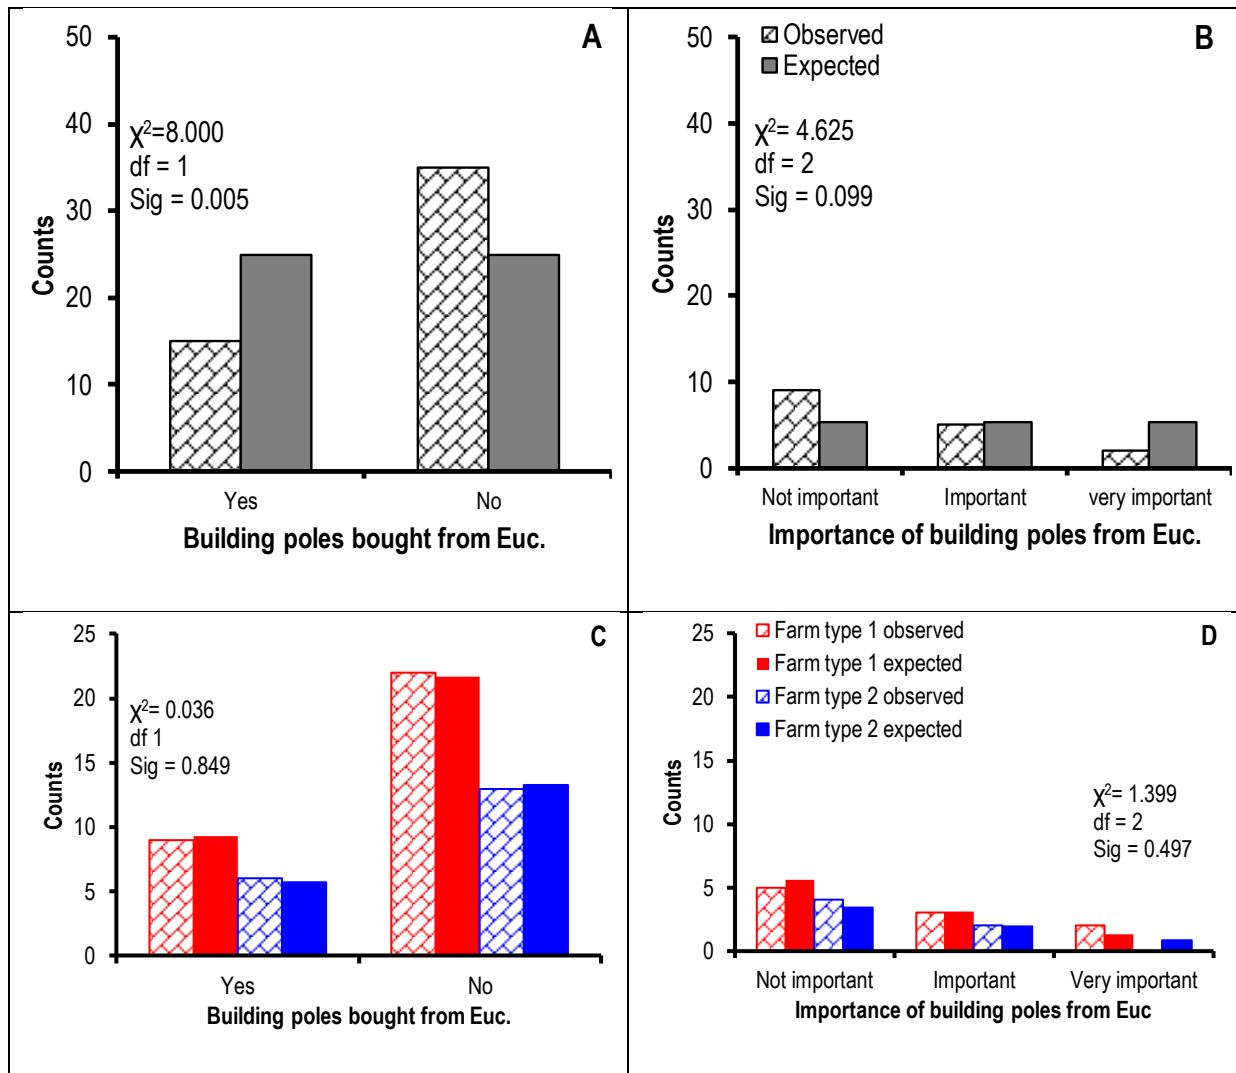 A
50
40
30
20
10
0
Counts
χ²=8.000
df = 1
Sig = 0.005
Yes
No
Building poles bought from Euc.
B
Observed
Expected
50
40
30
20
10
0
Counts
χ²= 4.625
df = 2
Sig = 0.099
Not important
Important
very important
Importance of building poles from Euc.
C
25
20
15
10
5
0
Counts
χ²= 0.036
df 1
Sig = 0.849
Yes
No
Building poles bought from Euc.
D
Farm type 1 observed
Farm type 1 expected
Farm type 2 observed
Farm type 2 expected
25
20
15
10
5
0
Counts
χ²= 1.399
df = 2
Sig = 0.497
Not important
Important
Very important
Importance of building poles from Euc